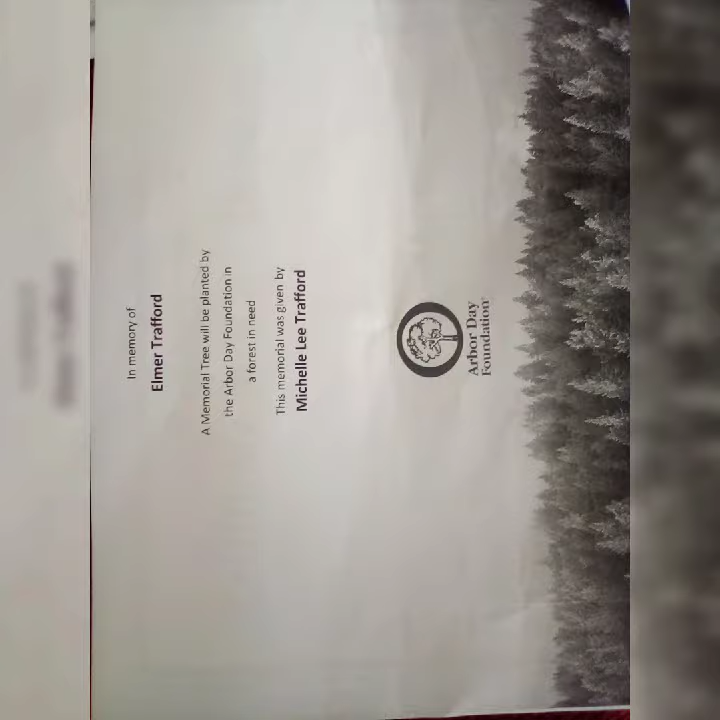 In memory of
Elmer Trafford
A Memorial Tree will be planted by
the Arbor Day Foundation in
a forest in need
This memorial was given by
Michelle Lee Trafford
Arbor Day
Foundation